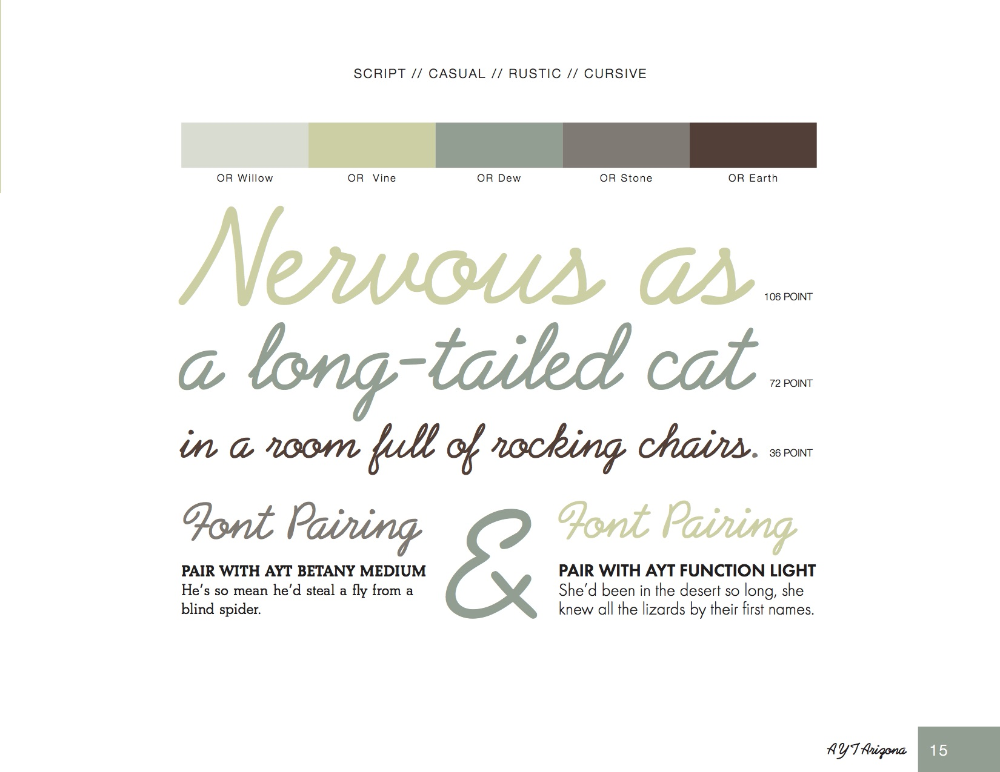 SCRIPT // CASUAL // RUSTIC // CURSIVE
OR Willow
OR Vine
OR Dew
OR Stone
OR Earth
Nervous as
106 POINT
a long-tailed cat
72 POINT
in a room full of rocking chairs.
36 POINT
Font Pairing
PAIR WITH AYT BETANY MEDIUM
He's so mean he'd steal a fly from a
blind spider.
&
Font Pairing
PAIR WITH AYT FUNCTION LIGHT
She'd been in the desert so long, she
knew all the lizards by their first names.
AYT Arizona
15